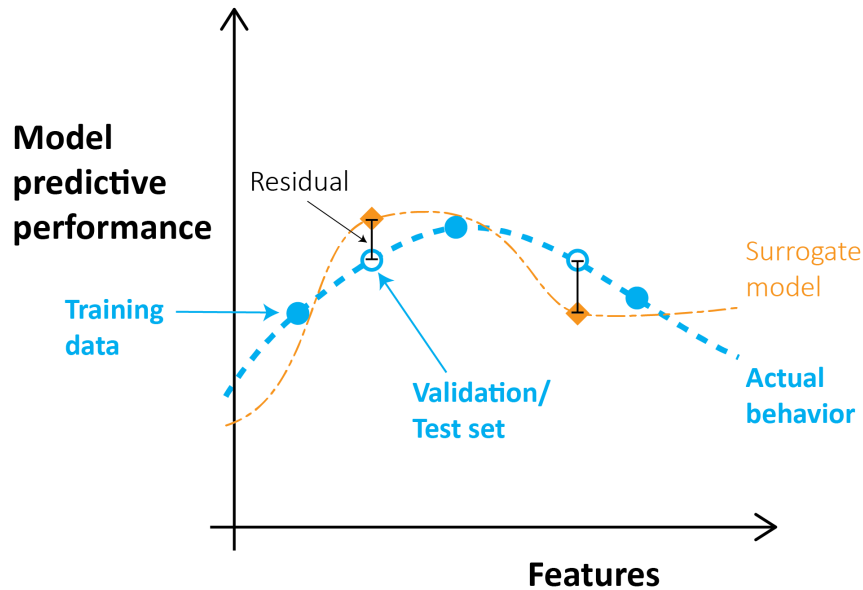 Model
predictive
performance
Residual
Surrogate
model
Training
data
Validation/
Test set
Actual
behavior
Features